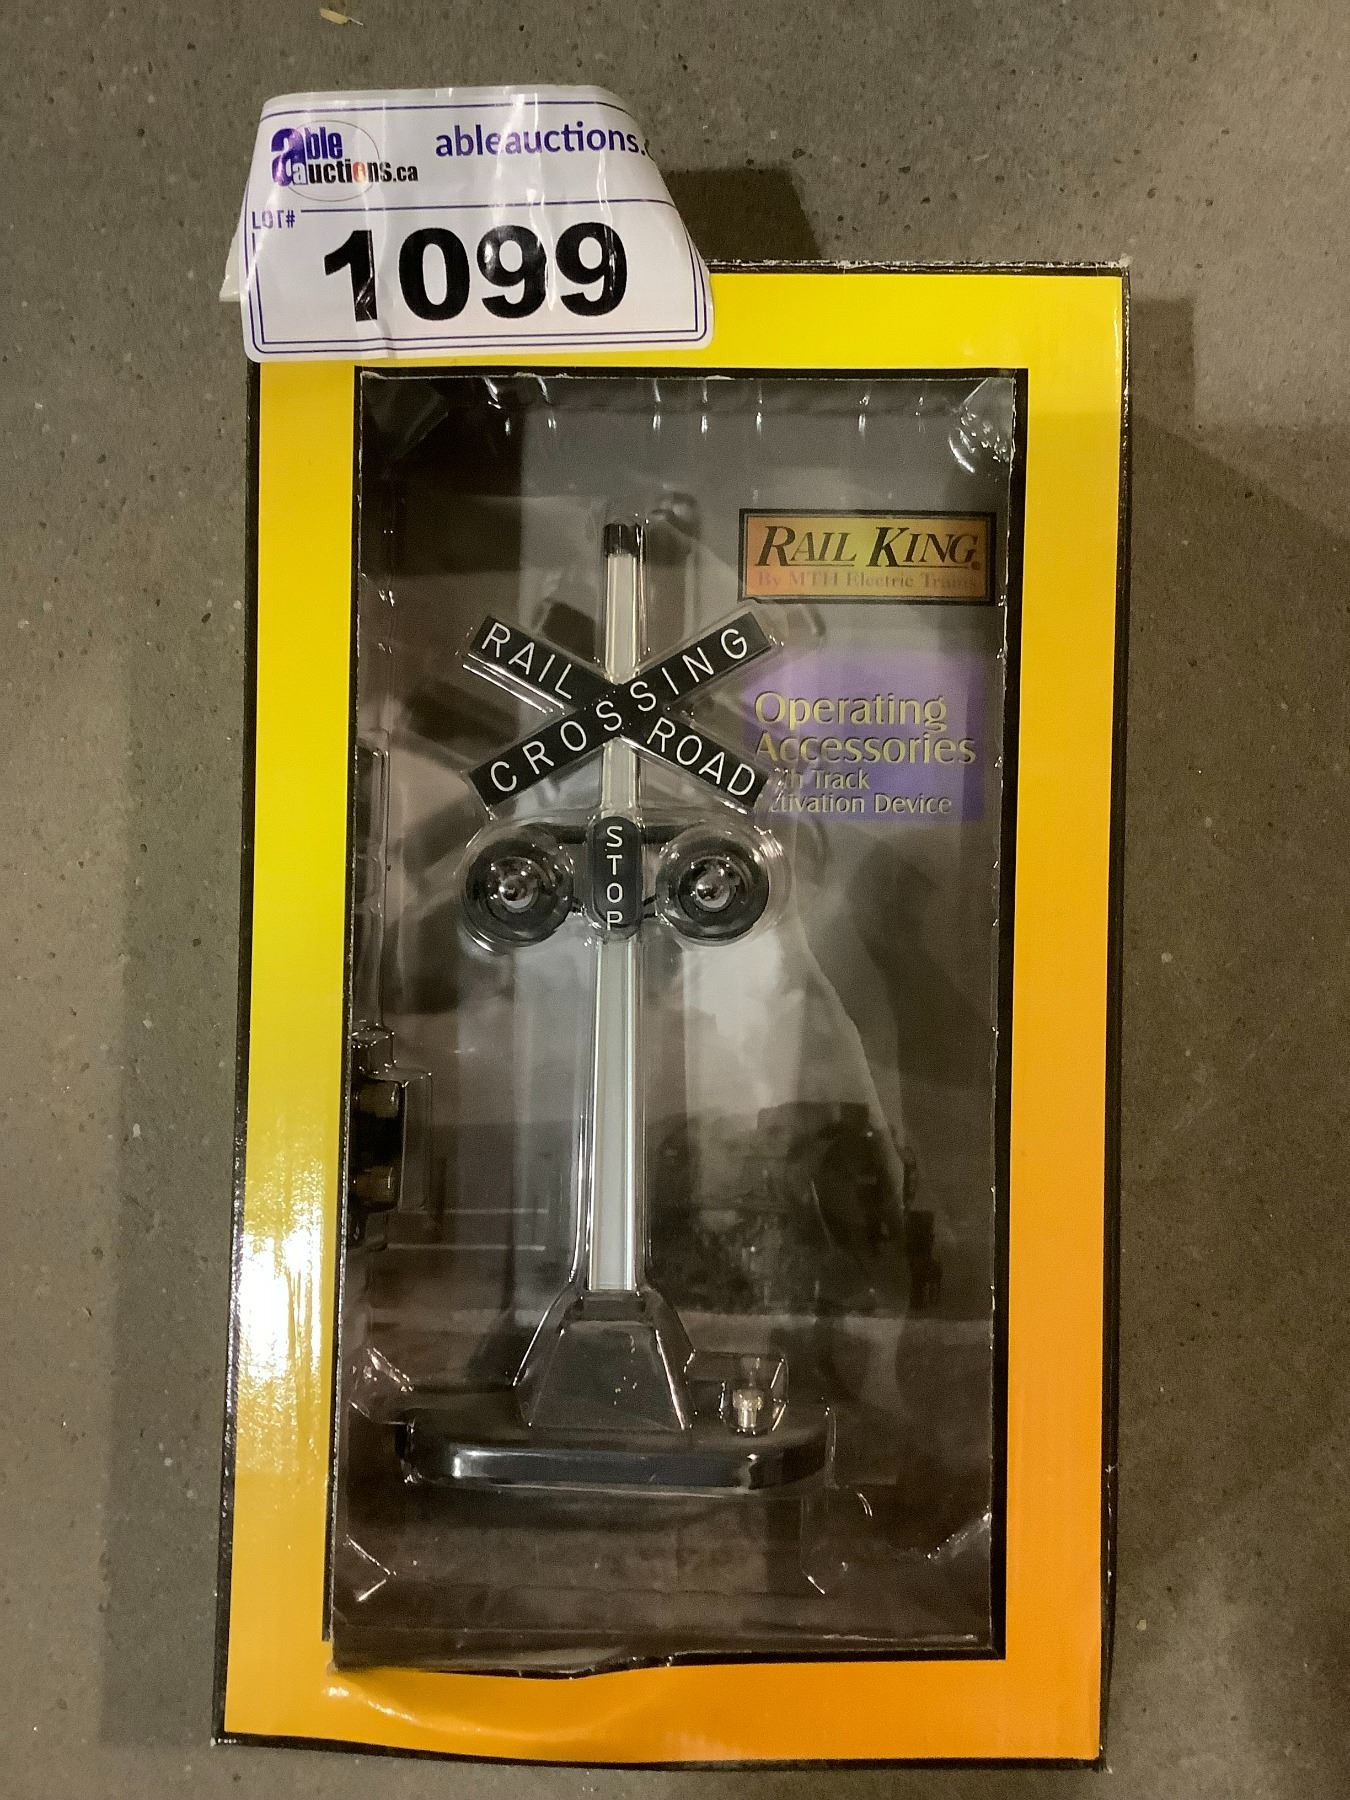 able auctions.ca
ableauctions.
LOT#
1099
RAIL KING
By MTH Electric Trains
RAIL ROAD
CROSSING
Operating
Accessories
Track
Activation Device
STOP